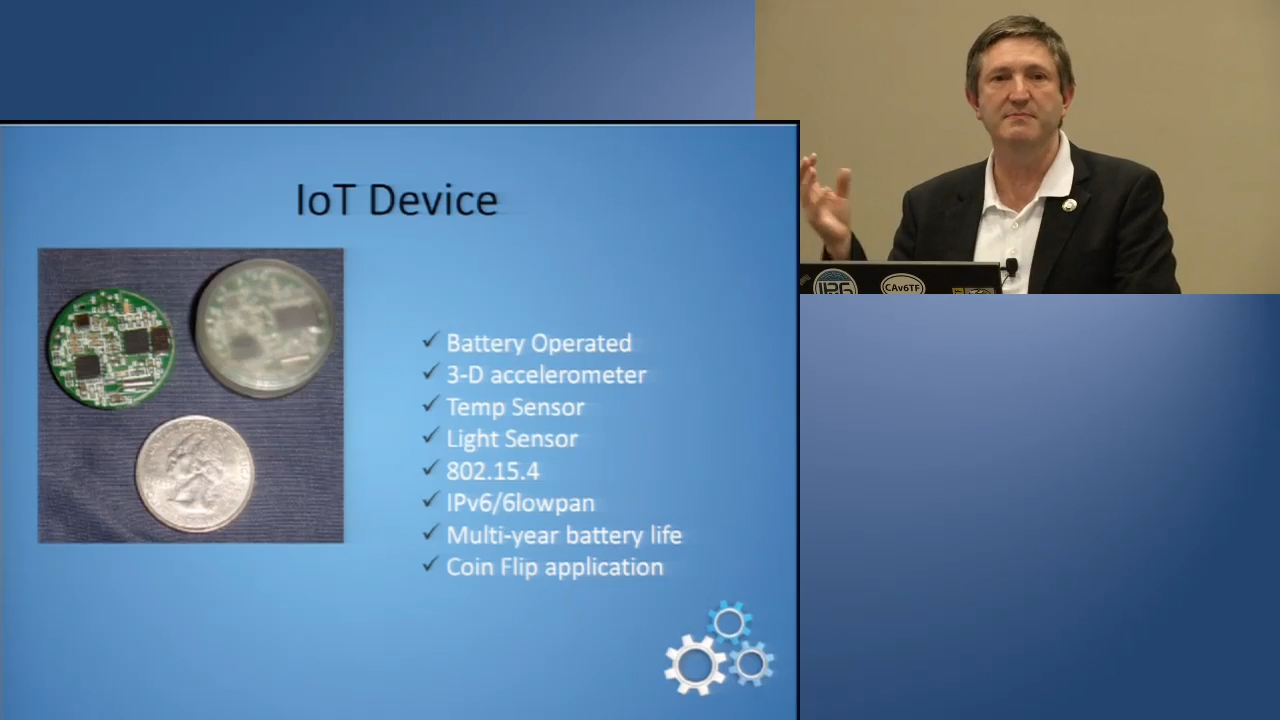 IoT Device
Battery Operated
3-D accelerometer
Temp Sensor
Light Sensor
802.15.4
IPv6/6lowpan
Multi-year battery life
Coin Flip application
CAv6TF